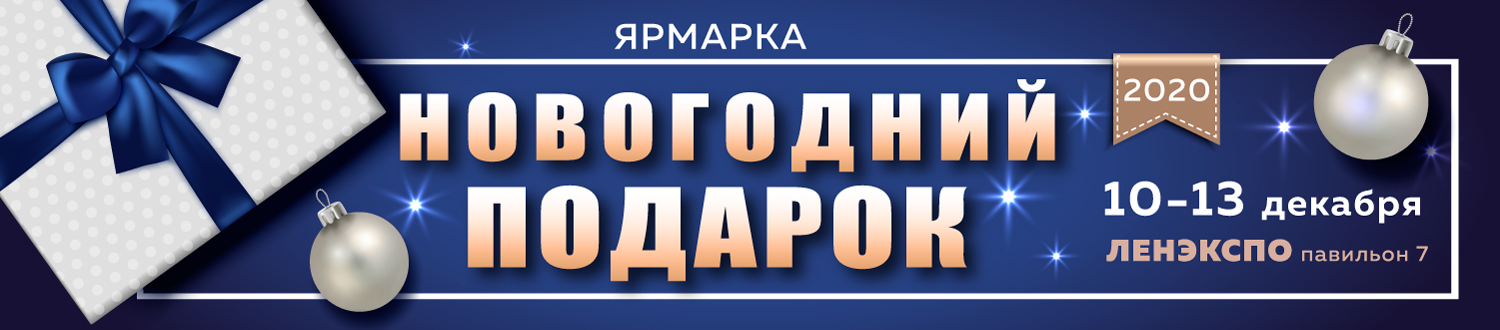 ЯРМАРКА
НОВОГОДНИЙ
ПОДАРОК
2020
10-13 декабря
ЛЕНЭКСПО павильон 7